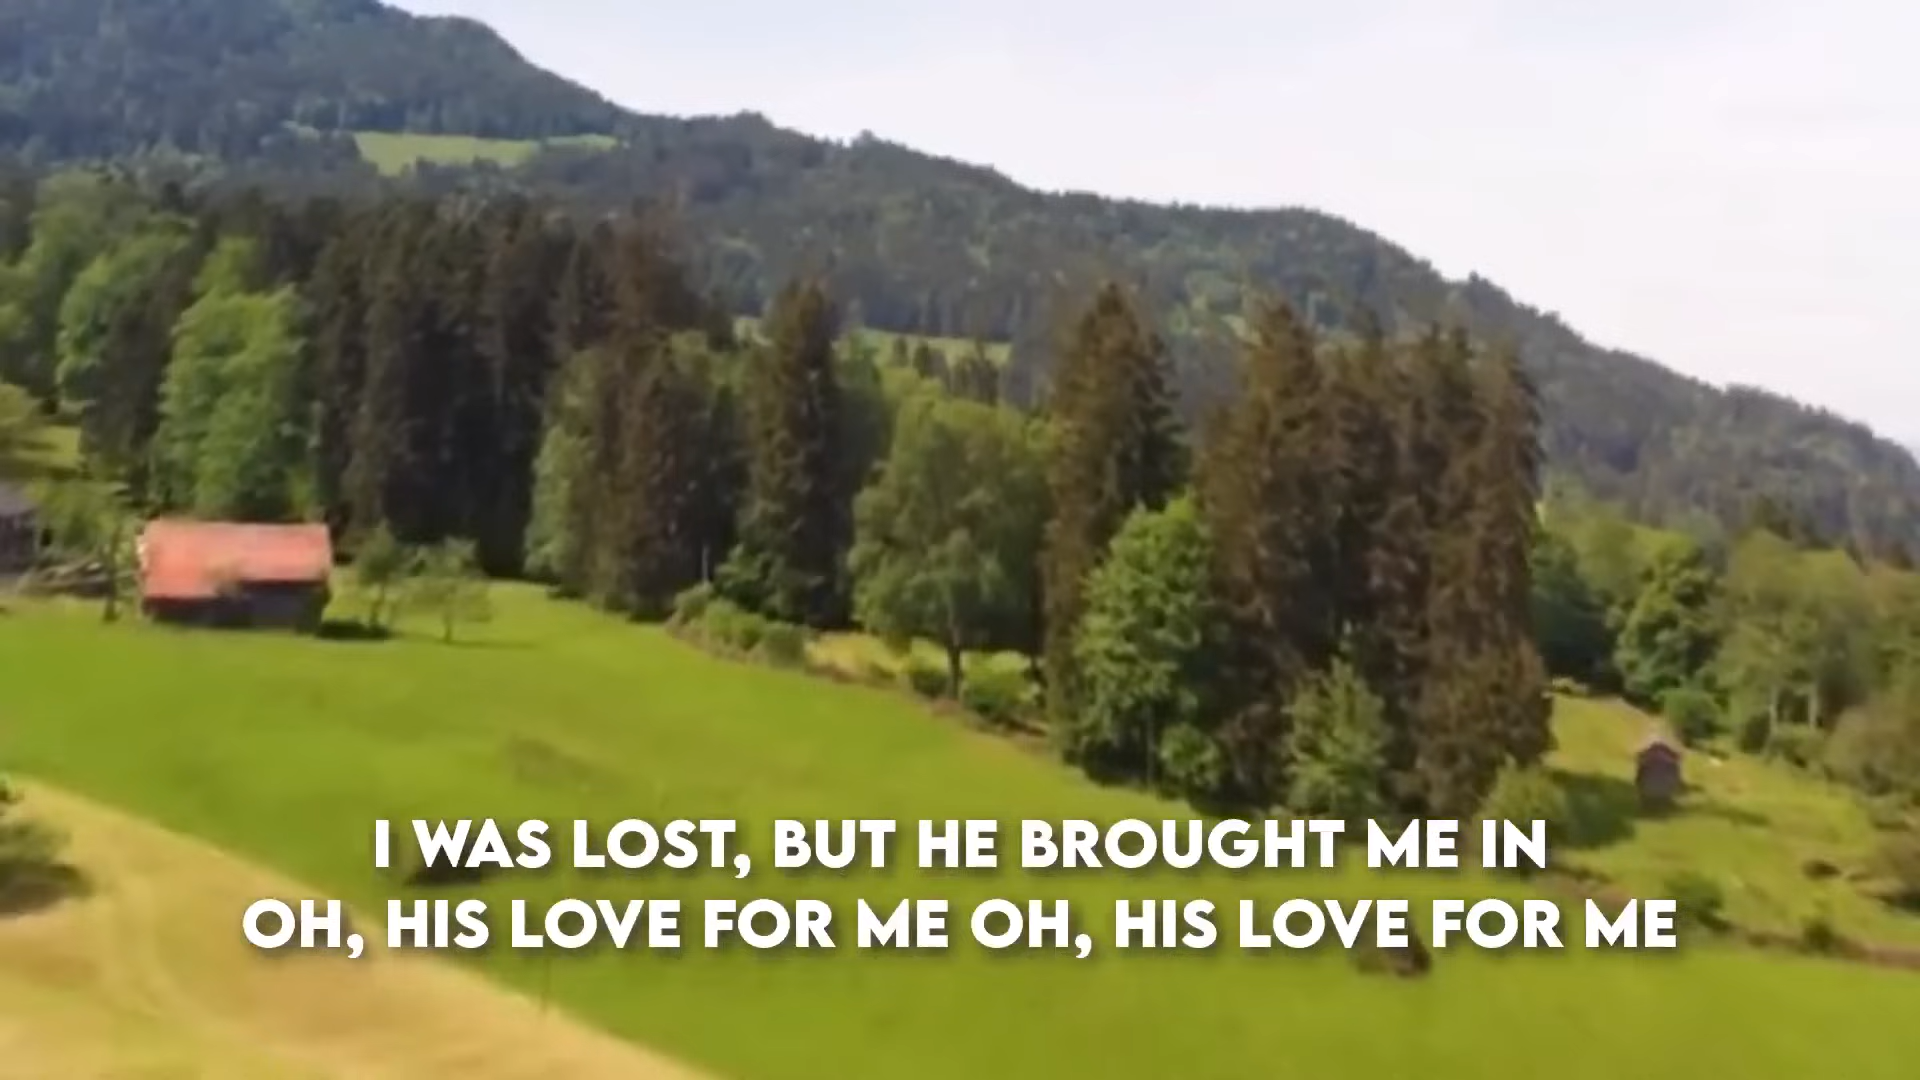 I WAS LOST, BUT HE BROUGHT ME IN
OH, HIS LOVE FOR ME OH, HIS LOVE FOR ME